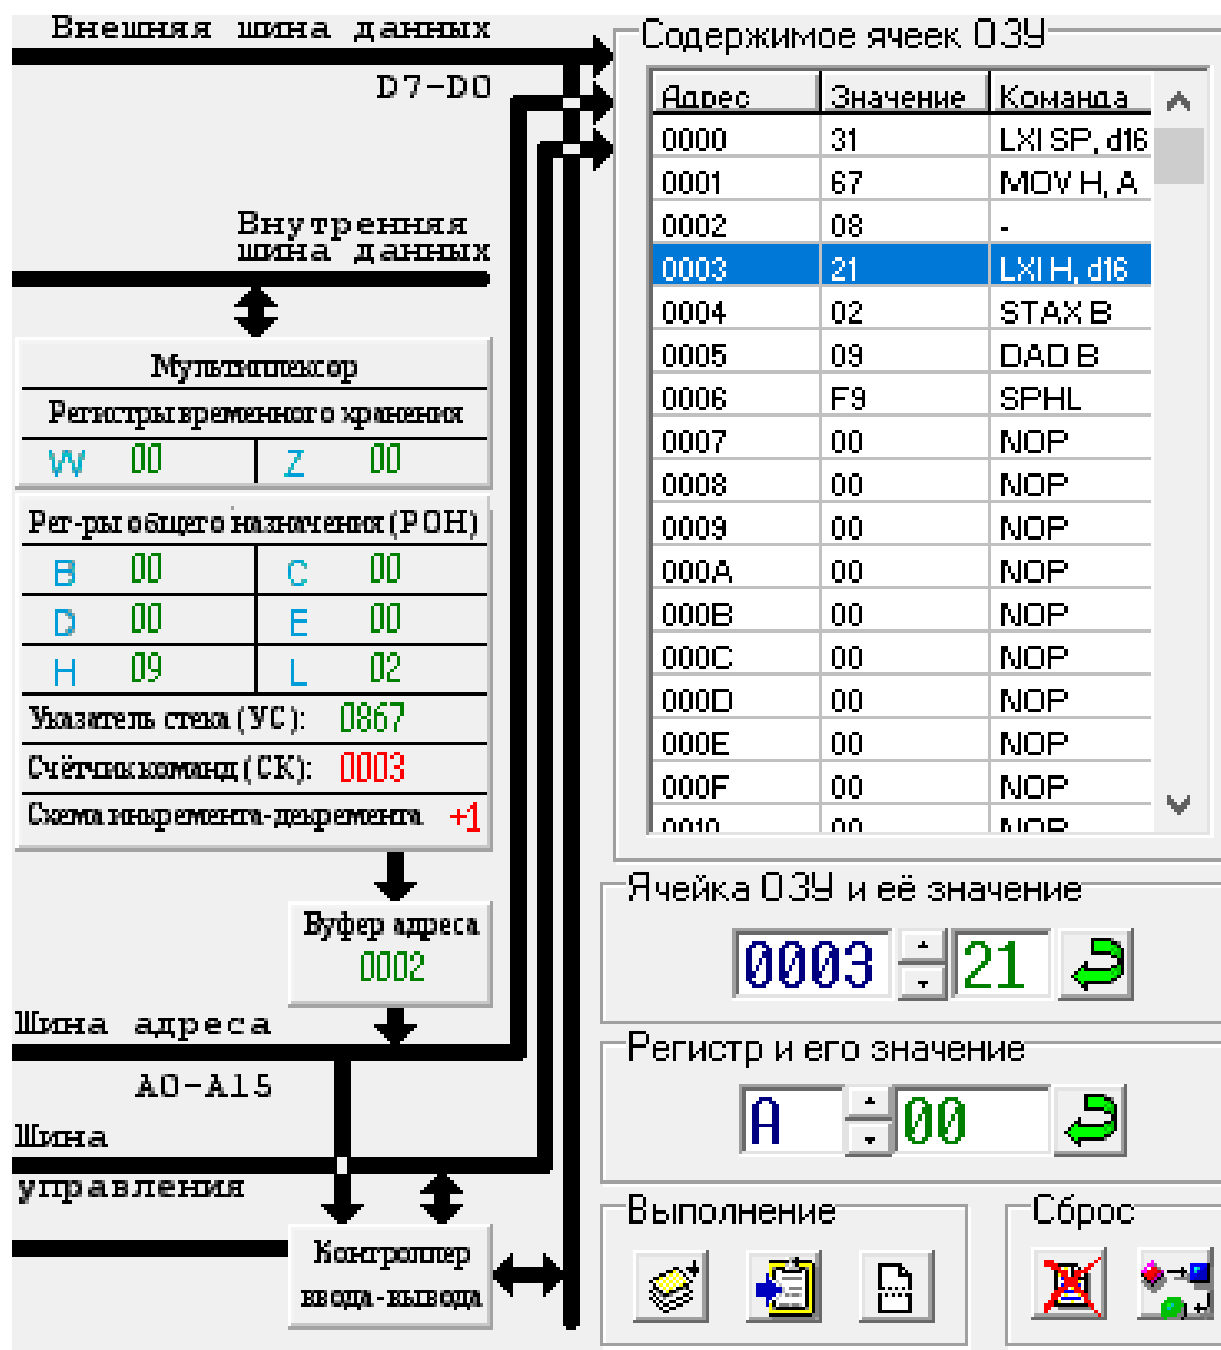 Внешняя шина данных
D7-D0
Внутренняя
шина данных
Мультиплексор
Регистры временного хранения
W 00 Z 00
Рег-ры общего назначения (РОН)
B 00 C 00
D 00 E 00
H 09 L 02
Указатель стека (УС): 0867
Счётчик команд (СК): 0003
Схема инкремента-декремента +1
Буфер адреса
0002
Шина адреса
A0-A15
Шина
управления
Контроллер
ввода-вывода
Содержимое ячеек ОЗУ
Адрес Значение Команда
0000 31 LXI SP, d16
0001 67 MOV H, A
0002 08 -
0003 21 LXI H, d16
0004 02 STAX B
0005 09 DAD B
0006 F9 SPHL
0007 00 NOP
0008 00 NOP
0009 00 NOP
000A 00 NOP
000B 00 NOP
000C 00 NOP
000D 00 NOP
000E 00 NOP
000F 00 NOP
0010 00 NOP
Ячейка ОЗУ и её значение
0003 21
Регистр и его значение
A 00
Выполнение
Сброс